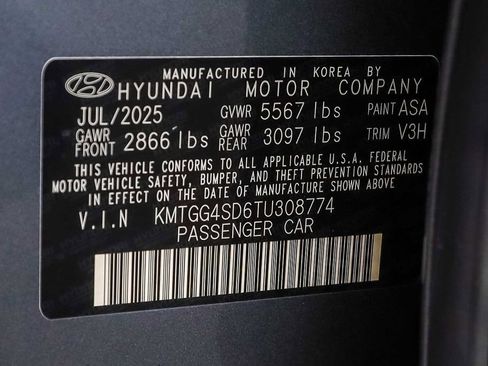 MANUFACTURED IN KOREA BY
HYUNDAI MOTOR COMPANY
JUL/2025 GVWR 5567 lbs PAINT ASA
GAWR FRONT 2866 lbs GAWR REAR 3097 lbs TRIM V3H
THIS VEHICLE CONFORMS TO ALL APPLICABLE U.S.A. FEDERAL
MOTOR VEHICLE SAFETY, BUMPER, AND THEFT PREVENTION STANDARDS
IN EFFECT ON THE DATE OF MANUFACTURE SHOWN ABOVE.
V.I.N KMTGG4SD6TU308774
PASSENGER CAR